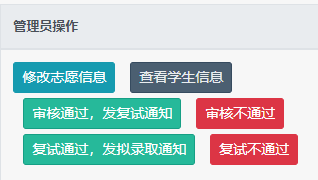 管理员操作
修改志愿信息 查看学生信息
审核通过，发复试通知 审核不通过
复试通过，发拟录取通知 复试不通过